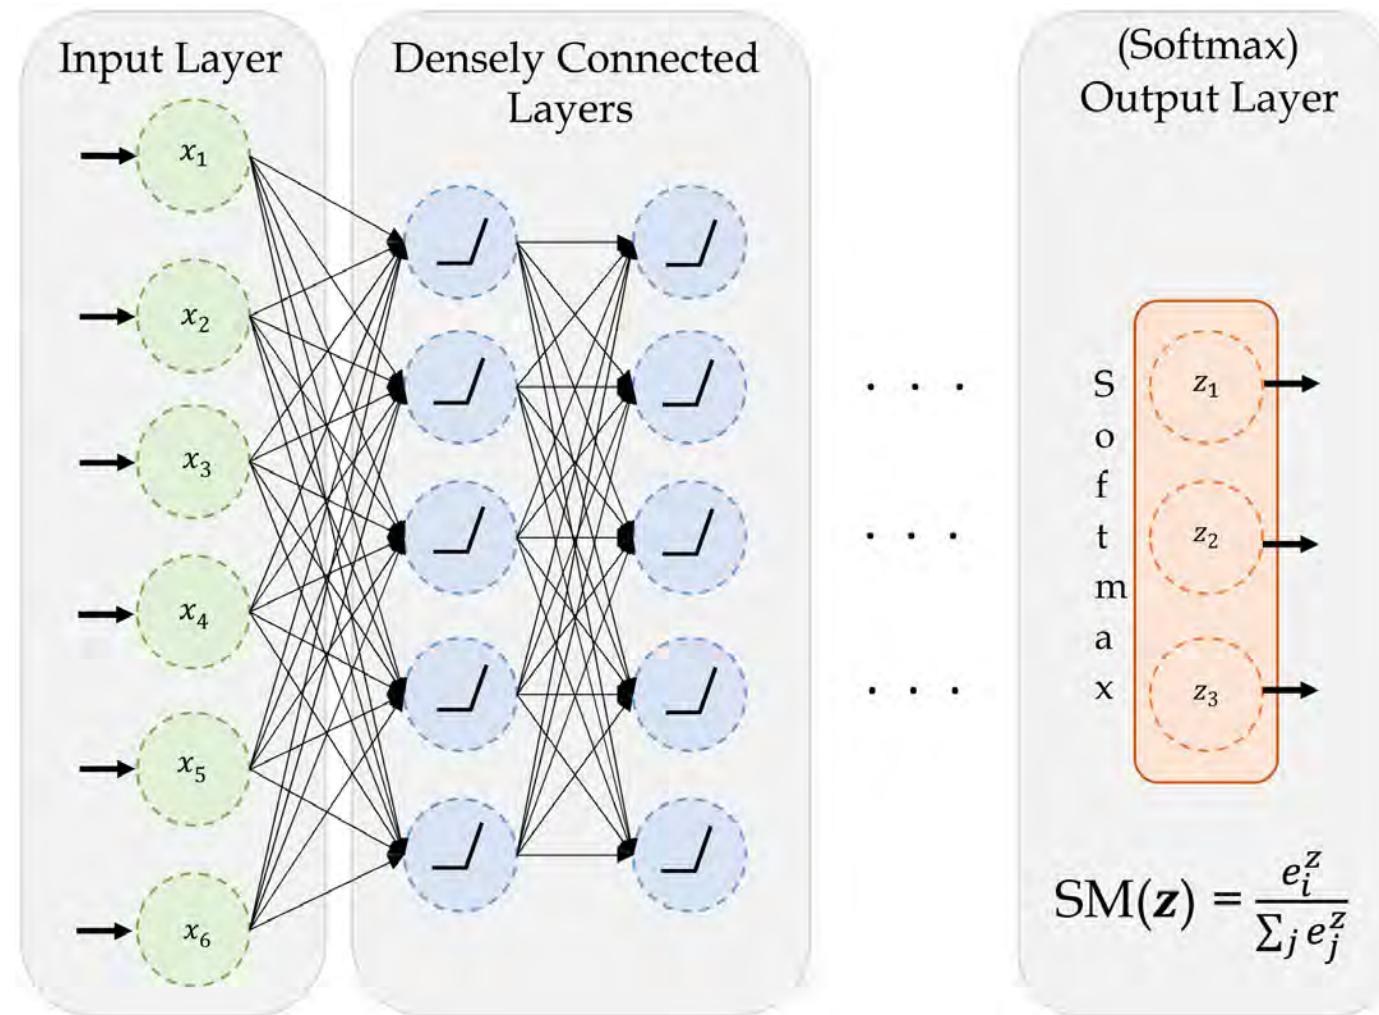 Input Layer
Densely Connected
Layers
(Softmax)
Output Layer
x₁
x₂
x₃
x₄
x₅
x₆
. . .
. . .
. . .
S
o
f
t
m
a
x
z₁
z₂
z₃
SM(z) = e_i^z / ∑_j e_j^z